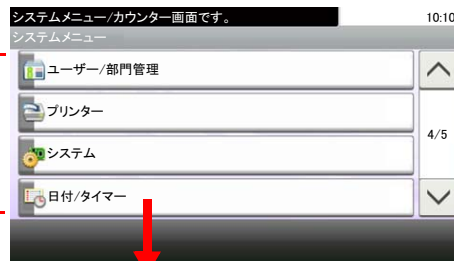 システムメニュー/カウンター画面です。 10:10
システムメニュー
ユーザー/部門管理
プリンター
4/5
システム
日付/タイマー